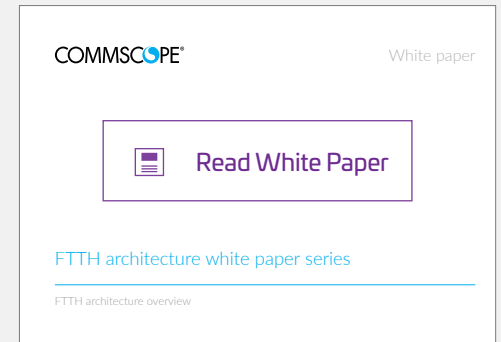 COMMSCOPE®
White paper
Read White Paper
FTTH architecture white paper series
FTTH architecture overview